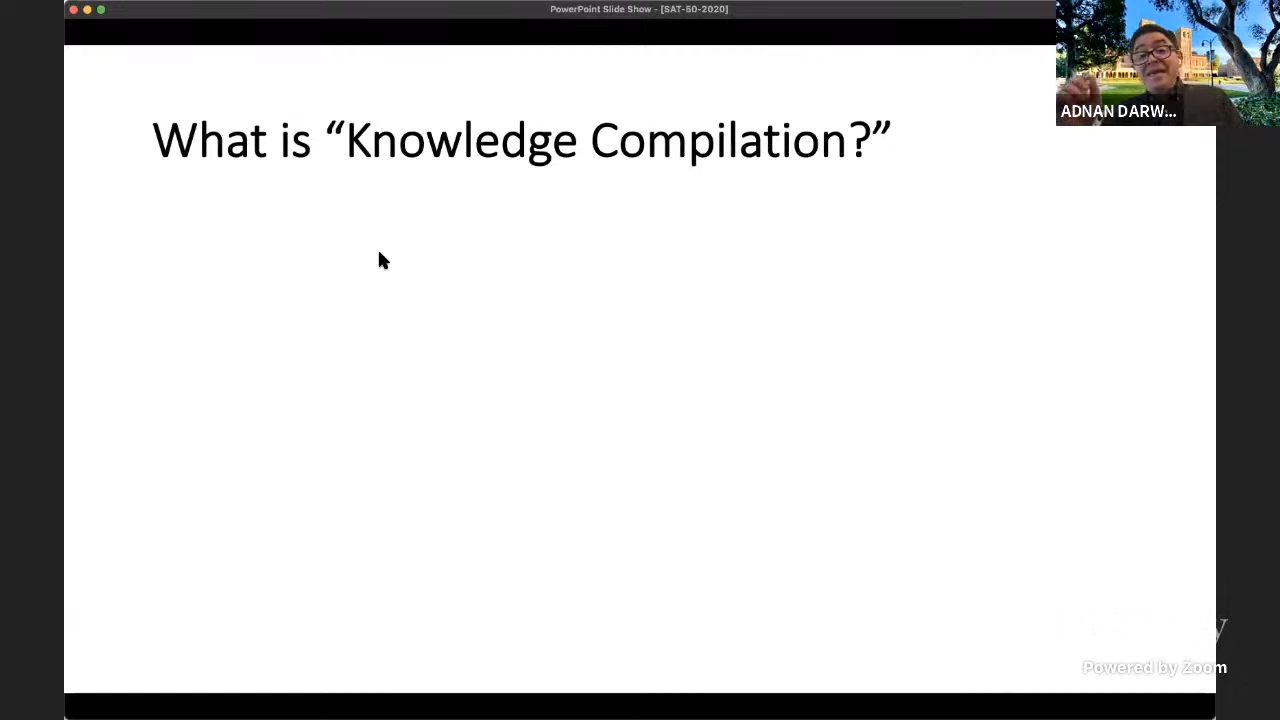 PowerPoint Slide Show - [SAT-50-2020]
ADNAN DARW...
What is “Knowledge Compilation?”
Powered by Zoom